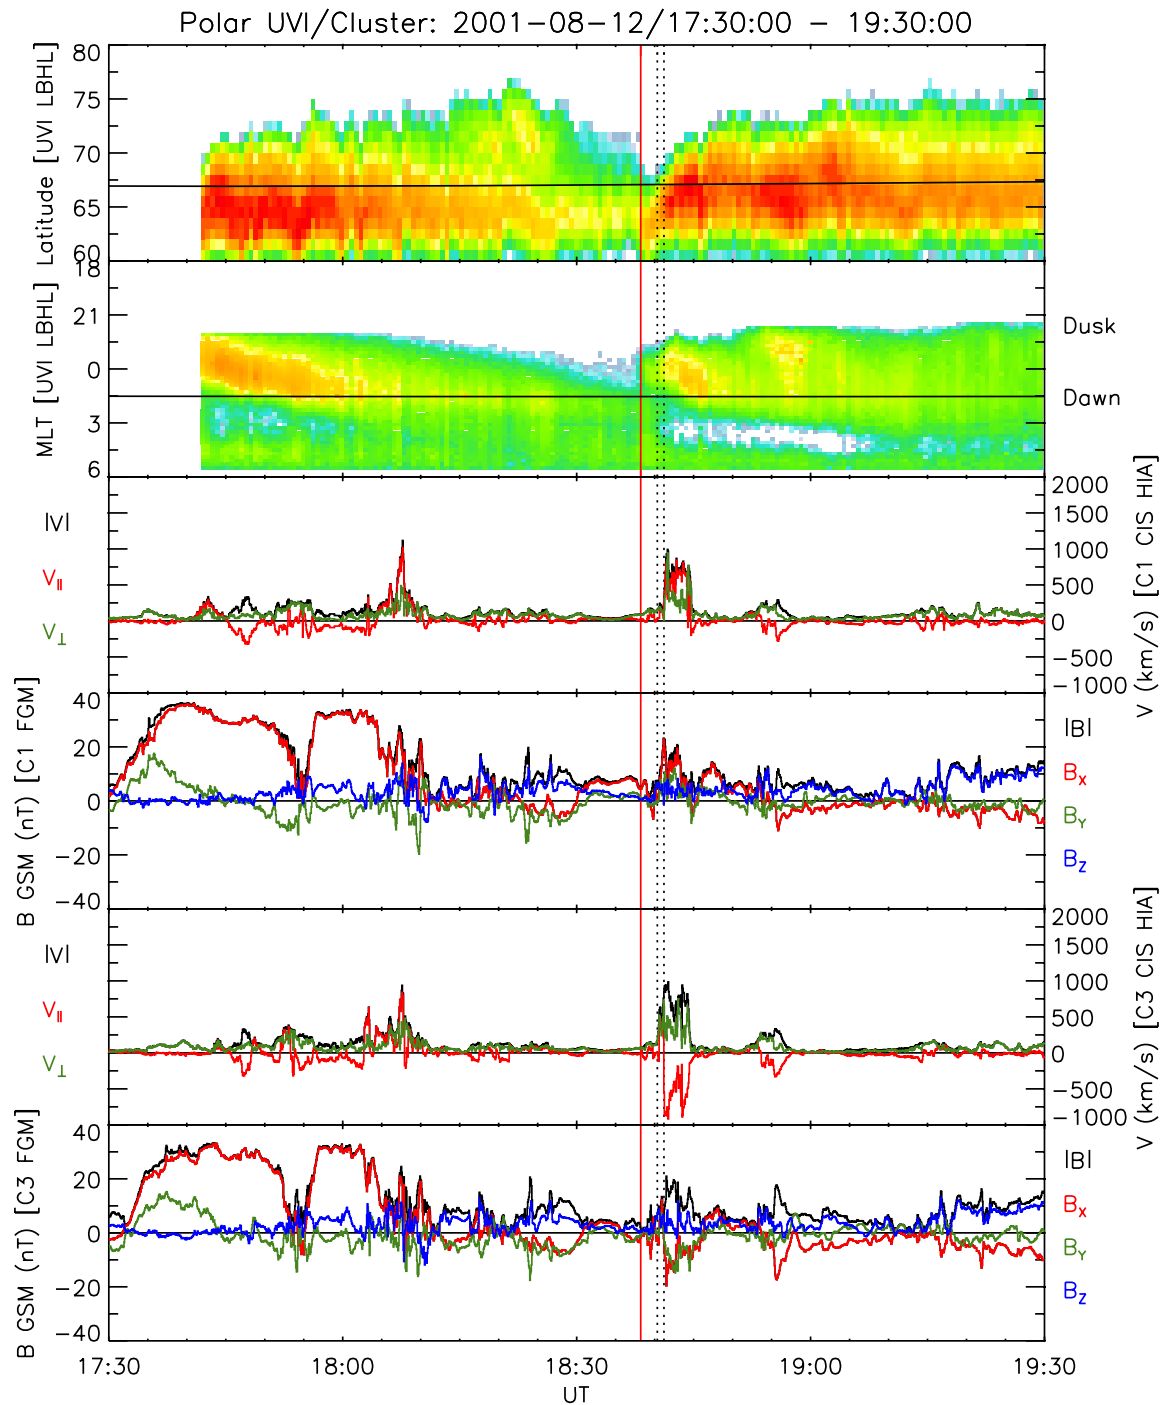 Polar UVI/Cluster: 2001-08-12/17:30:00 - 19:30:00
80
75
70
65
60
Latitude [UVI LBHL]
18
21
0
3
6
MLT [UVI LBHL]
Dusk
Dawn
|V|
V∥
V⊥
2000
1500
1000
500
0
-500
-1000
V (km/s) [C1 CIS HIA]
40
20
0
-20
-40
B GSM (nT) [C1 FGM]
|B|
BX
BY
BZ
|V|
V∥
V⊥
2000
1500
1000
500
0
-500
-1000
V (km/s) [C3 CIS HIA]
40
20
0
-20
-40
B GSM (nT) [C3 FGM]
|B|
BX
BY
BZ
17:30 18:00 18:30 19:00 19:30
UT